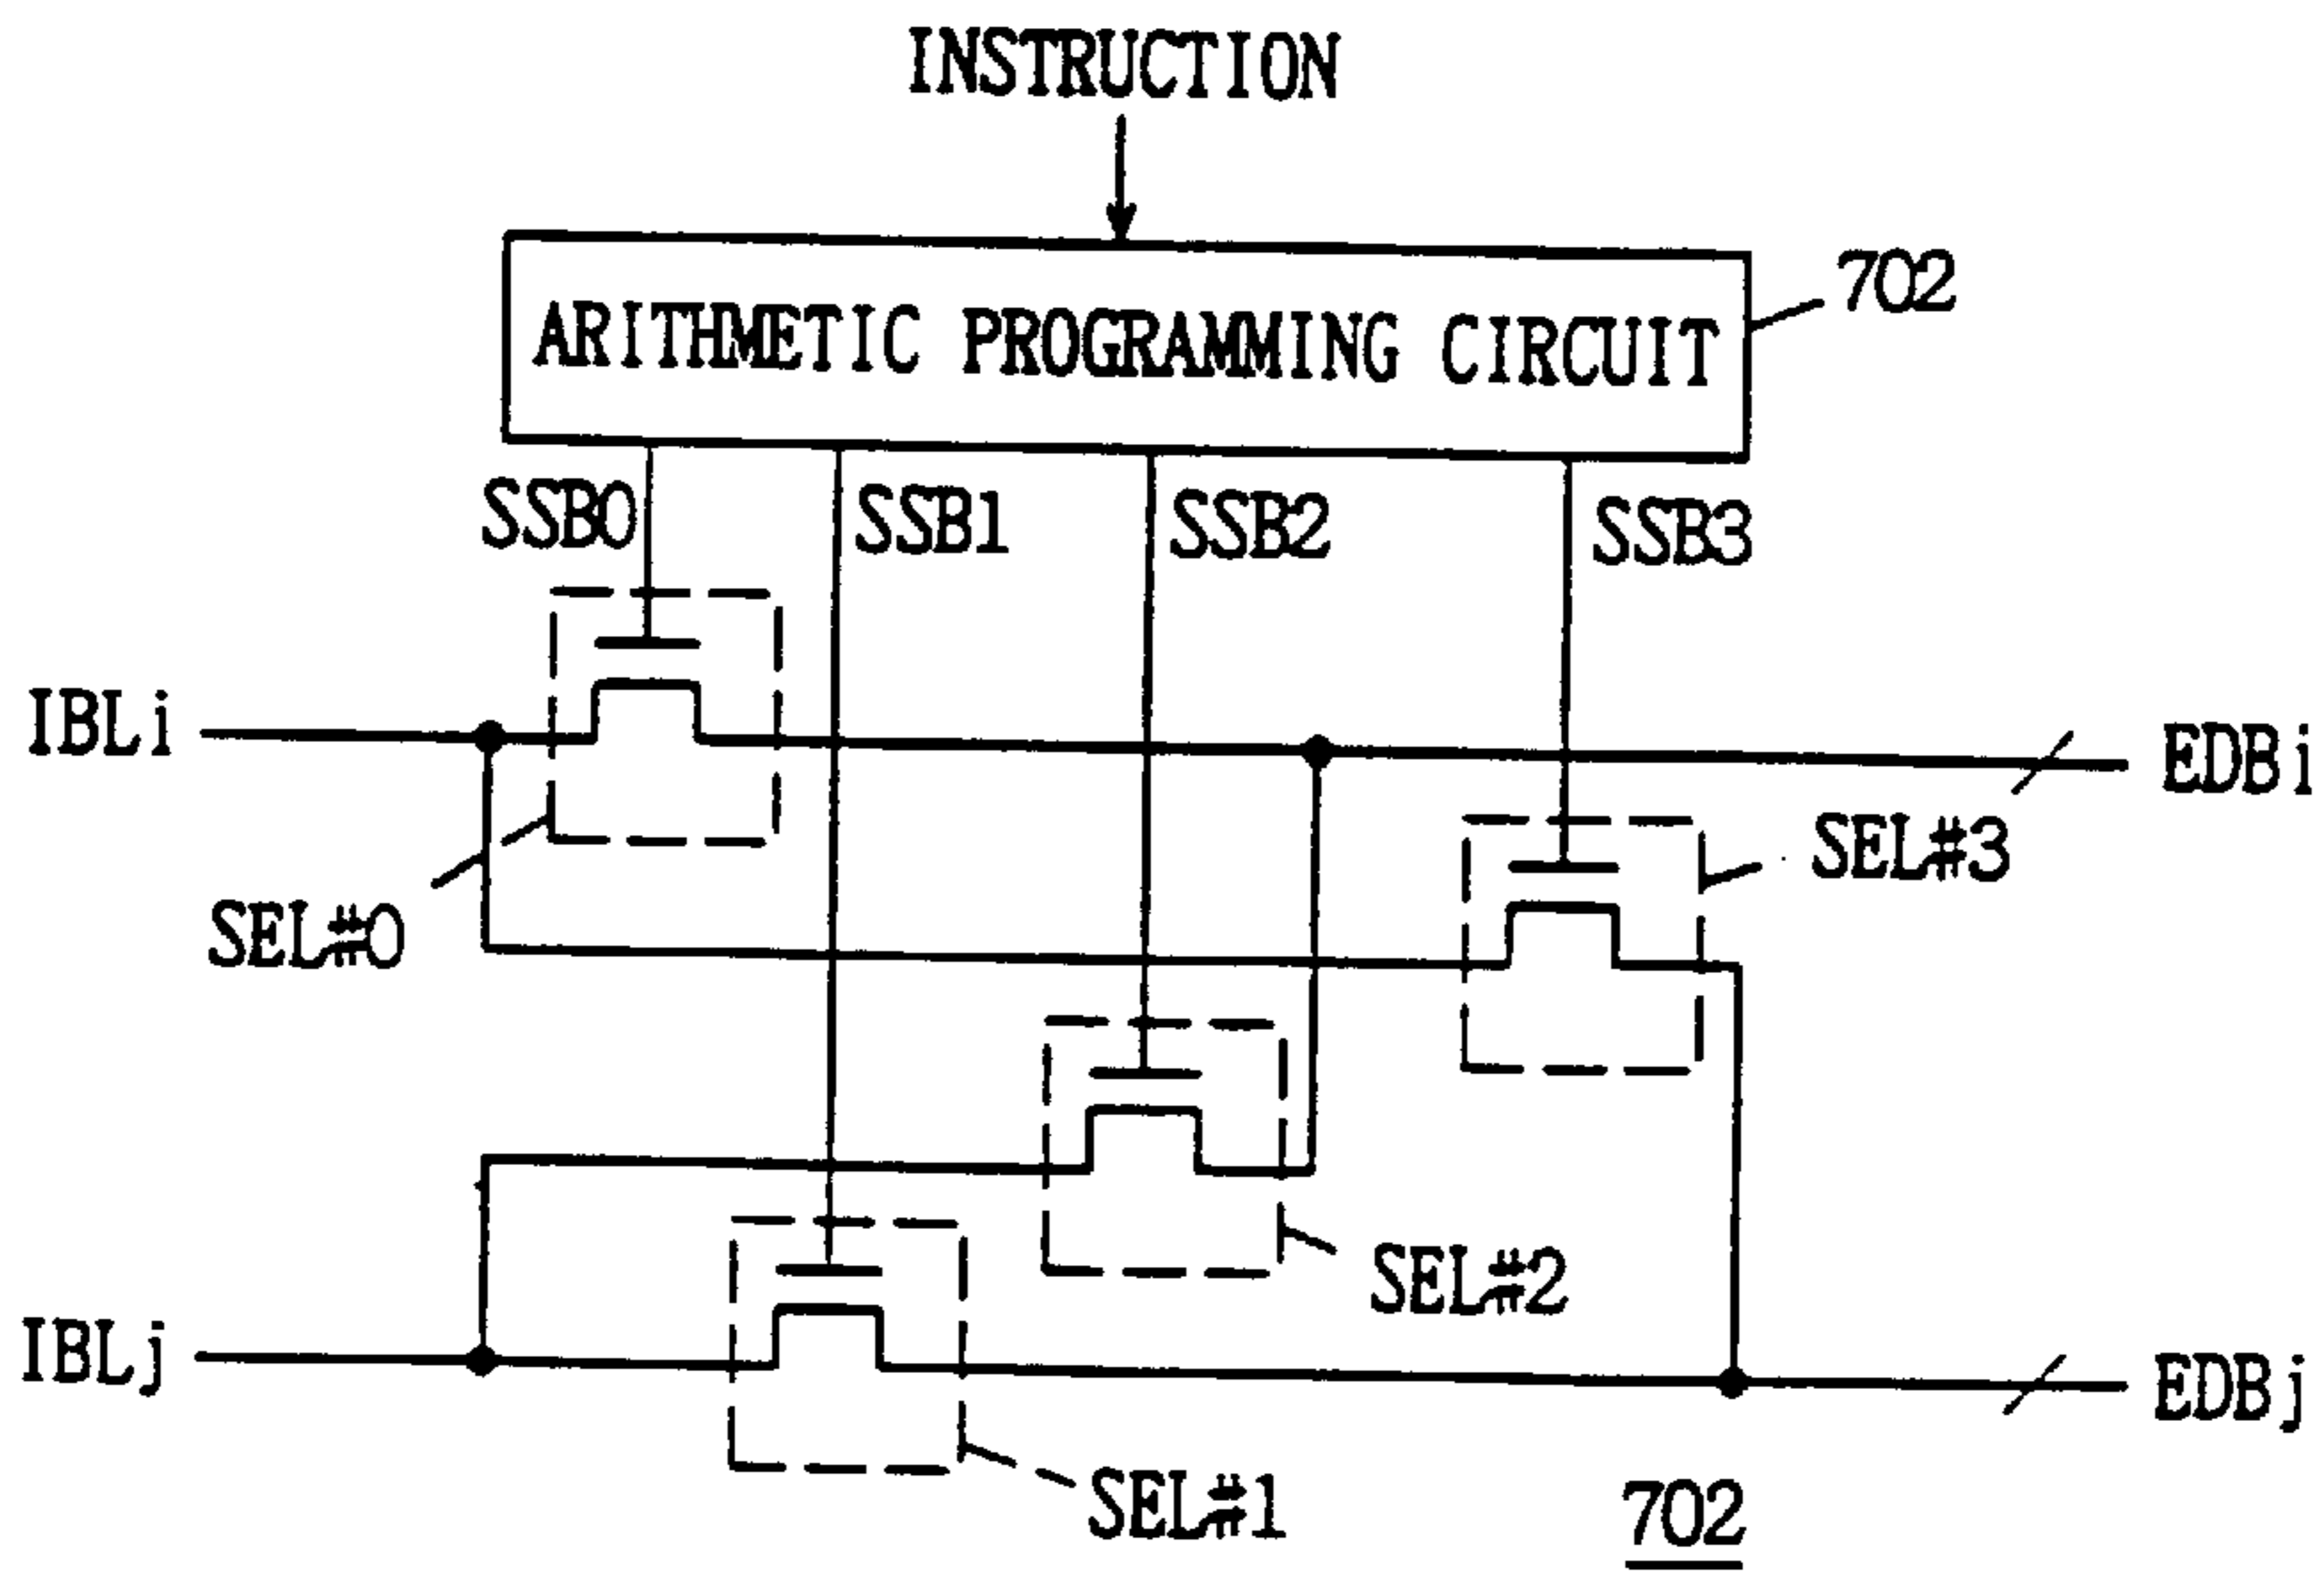 INSTRUCTION
702
ARITHMETIC PROGRAMMING CIRCUIT
SSB0 SSB1 SSB2 SSB3
IBLi EDBi
SEL#3
SEL#0
SEL#2
IBLj EDBj
SEL#1
702